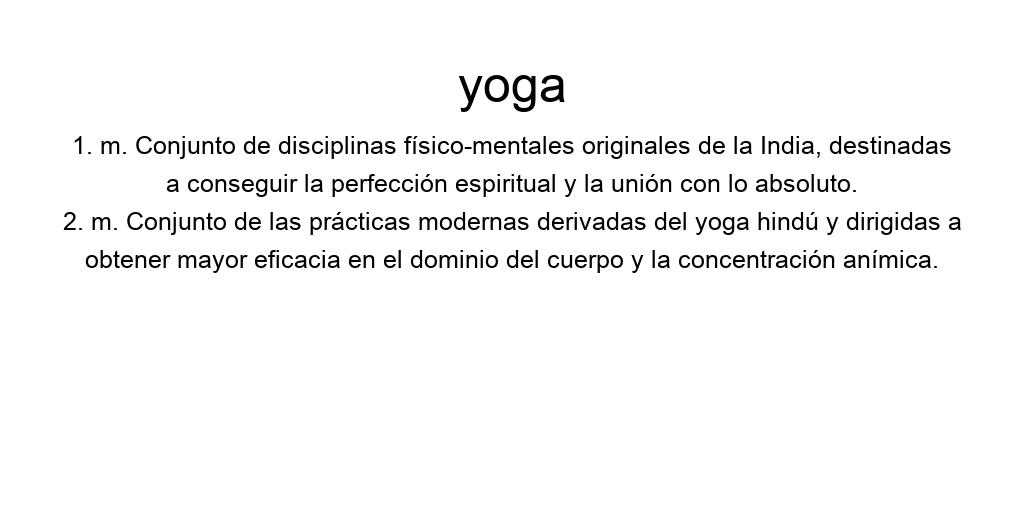 yoga
1. m. Conjunto de disciplinas físico-mentales originales de la India, destinadas
a conseguir la perfección espiritual y la unión con lo absoluto.
2. m. Conjunto de las prácticas modernas derivadas del yoga hindú y dirigidas a
obtener mayor eficacia en el dominio del cuerpo y la concentración anímica.